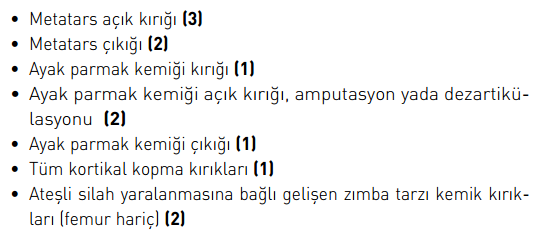 • Metatars açık kırığı (3)
• Metatars çıkığı (2)
• Ayak parmak kemiği kırığı (1)
• Ayak parmak kemiği açık kırığı, amputasyon yada dezartikü-
lasyonu (2)
• Ayak parmak kemiği çıkığı (1)
• Tüm kortikal kopma kırıkları (1)
• Ateşli silah yaralanmasına bağlı gelişen zımba tarzı kemik kırık-
ları (femur hariç) (2)